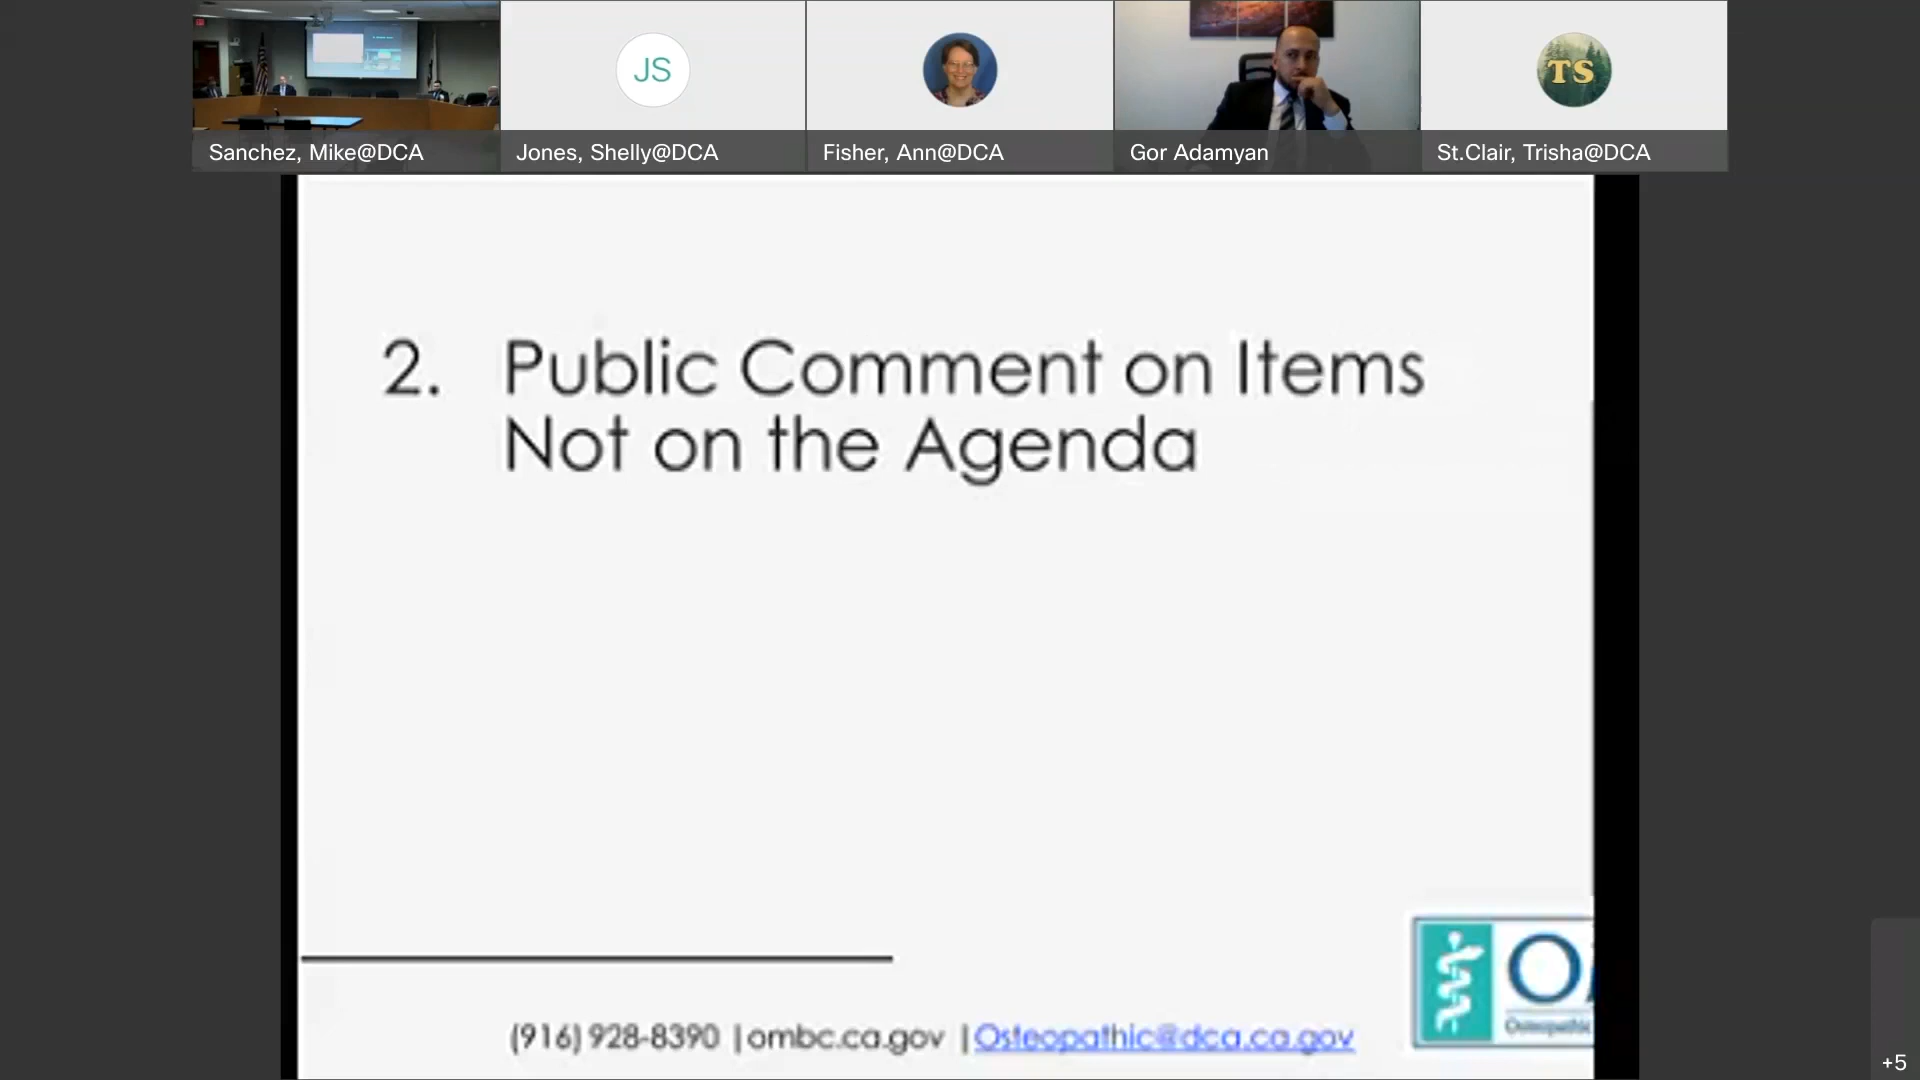 JS
TS
Sanchez, Mike@DCA
Jones, Shelly@DCA
Fisher, Ann@DCA
Gor Adamyan
St.Clair, Trisha@DCA
2. Public Comment on Items
Not on the Agenda
Osteopathic
(916) 928-8390 | ombc.ca.gov | Osteopathic@dca.ca.gov
+5